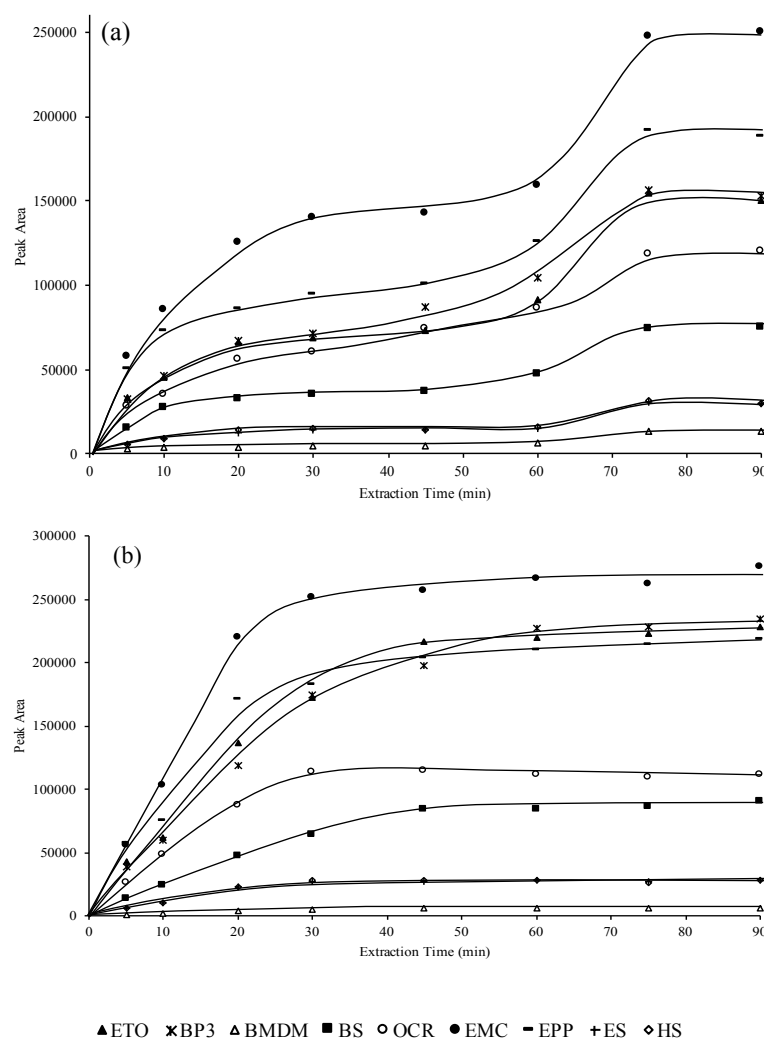 (a)
250000
200000
150000
100000
50000
0
Peak Area
0 10 20 30 40 50 60 70 80 90
Extraction Time (min)
(b)
300000
250000
200000
150000
100000
50000
0
Peak Area
0 10 20 30 40 50 60 70 80 90
Extraction Time (min)
ETO BP3 BMDM BS OCR EMC EPP ES HS